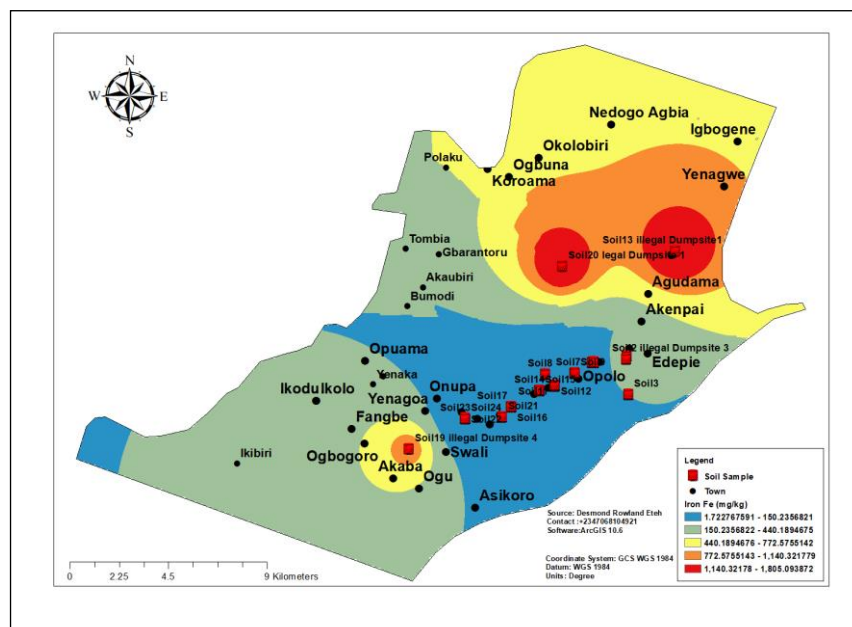 N
W E
S
Nedogo Agbia
Igbogene
Okolobiri
Polaku
Ogbuna
Koroama
Yenagwe
Tombia
Gbarantoru
Soil13 illegal Dumpsite1
Soil20 legal Dumpsite 1
Akaubiri
Agudama
Bumodi
Akenpai
Soil2 illegal Dumpsite 3
Opuama
Soil8
Edepie
Yenaka
Opolo
IkoduIkolo
Onupa
Soil17
Soil12
Soil3
Yenagoa
Soil23
Soil24
Soil21
Fangbe
Soil16
Soil19 illegal Dumpsite 4
Ogbogoro
Swali
Ikibiri
Akaba
Ogu
Asikoro
Legend
Soil Sample
Town
Iron Fe (mg/kg)
1.722767591 - 150.2356821
150.2356822 - 440.1894675
440.1894676 - 772.5755142
772.5755143 - 1,140.321779
1,140.32178 - 1,805.093872
Source: Desmond Rowland Eteh
Contact :+2347068104921
Software:ArcGIS 10.6
Coordinate System: GCS WGS 1984
Datum: WGS 1984
Units: Degree
0 2.25 4.5 9 Kilometers